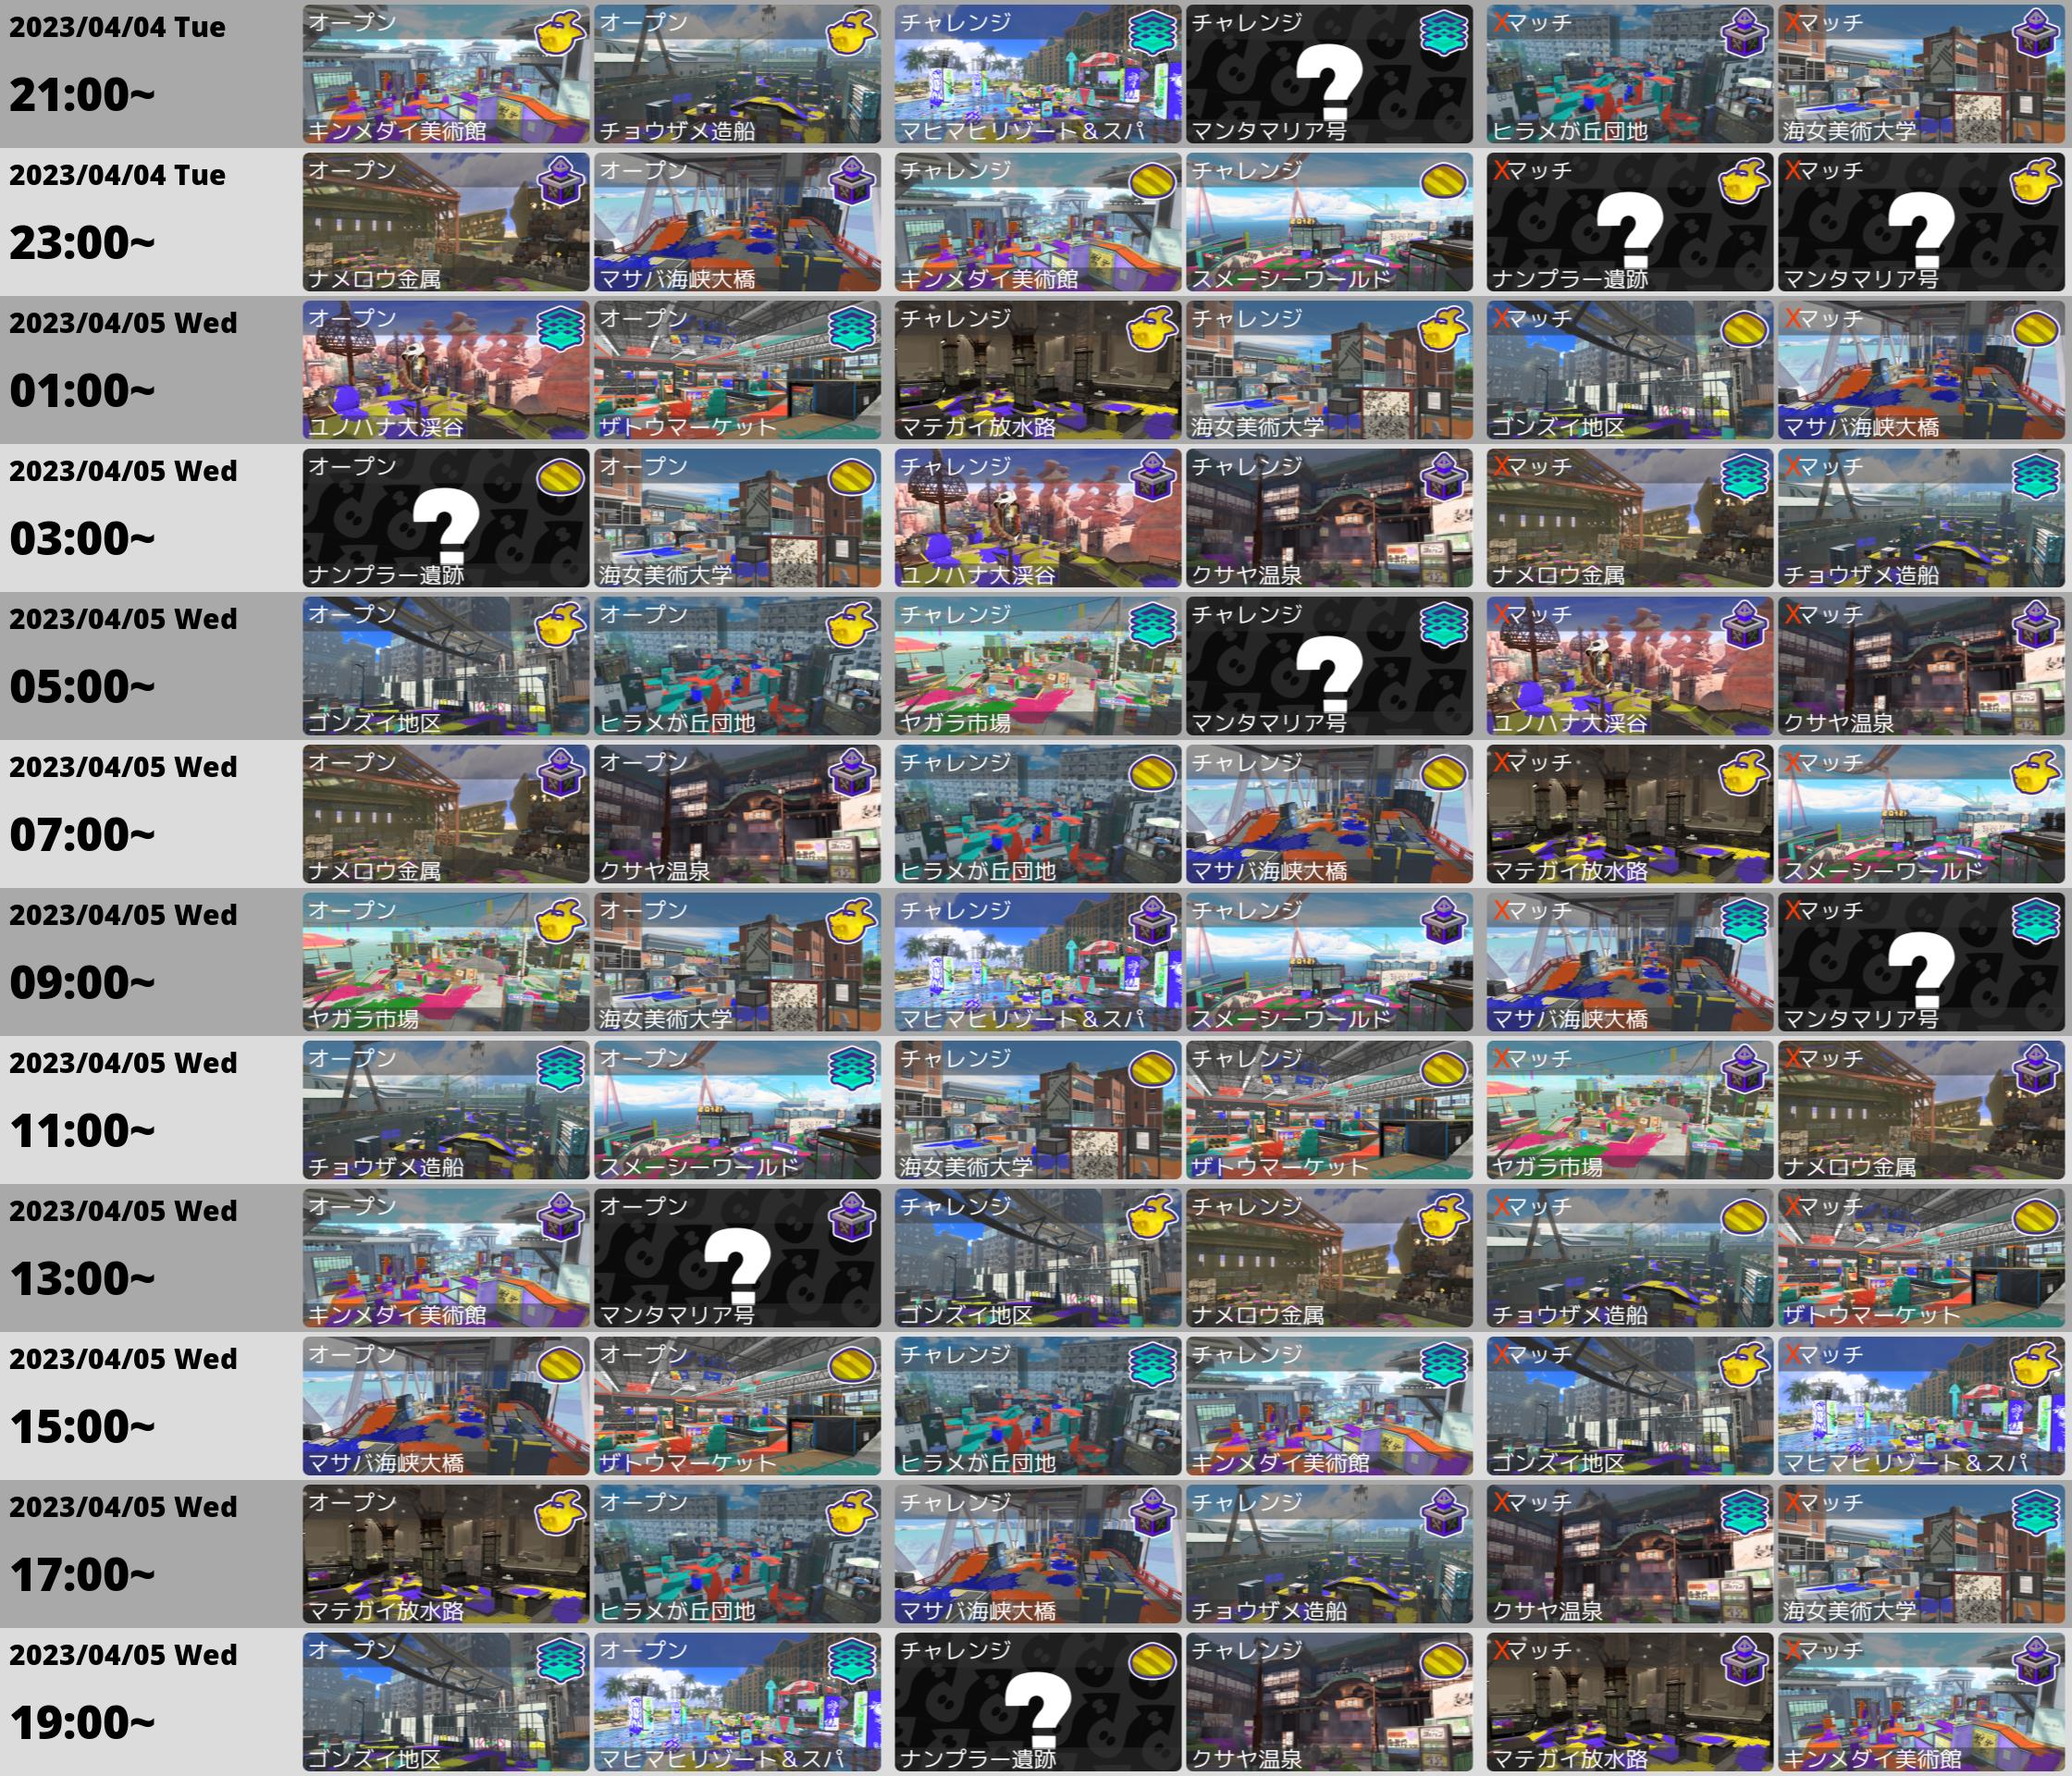 2023/04/04 Tue
21:00~
オープン
キンメダイ美術館
オープン
チョウザメ造船
チャレンジ
マヒマヒリゾート＆スパ
チャレンジ
?
マンタマリア号
Xマッチ
ヒラメが丘団地
Xマッチ
海女美術大学
2023/04/04 Tue
23:00~
オープン
ナメロウ金属
オープン
マサバ海峡大橋
チャレンジ
キンメダイ美術館
チャレンジ
スメーシーワールド
Xマッチ
?
ナンプラー遺跡
Xマッチ
?
マンタマリア号
2023/04/05 Wed
01:00~
オープン
ユノハナ大渓谷
オープン
ザトウマーケット
チャレンジ
マテガイ放水路
チャレンジ
海女美術大学
Xマッチ
ゴンズイ地区
Xマッチ
マサバ海峡大橋
2023/04/05 Wed
03:00~
オープン
?
ナンプラー遺跡
オープン
海女美術大学
チャレンジ
ユノハナ大渓谷
チャレンジ
クサヤ温泉
Xマッチ
ナメロウ金属
Xマッチ
チョウザメ造船
2023/04/05 Wed
05:00~
オープン
ゴンズイ地区
オープン
ヒラメが丘団地
チャレンジ
ヤガラ市場
チャレンジ
?
マンタマリア号
Xマッチ
ユノハナ大渓谷
Xマッチ
クサヤ温泉
2023/04/05 Wed
07:00~
オープン
ナメロウ金属
オープン
クサヤ温泉
チャレンジ
ヒラメが丘団地
チャレンジ
マサバ海峡大橋
Xマッチ
マテガイ放水路
Xマッチ
スメーシーワールド
2023/04/05 Wed
09:00~
オープン
ヤガラ市場
オープン
海女美術大学
チャレンジ
マヒマヒリゾート＆スパ
チャレンジ
スメーシーワールド
Xマッチ
マサバ海峡大橋
Xマッチ
?
マンタマリア号
2023/04/05 Wed
11:00~
オープン
チョウザメ造船
オープン
スメーシーワールド
チャレンジ
海女美術大学
チャレンジ
ザトウマーケット
Xマッチ
ヤガラ市場
Xマッチ
ナメロウ金属
2023/04/05 Wed
13:00~
オープン
キンメダイ美術館
オープン
?
マンタマリア号
チャレンジ
ゴンズイ地区
チャレンジ
ナメロウ金属
Xマッチ
チョウザメ造船
Xマッチ
ザトウマーケット
2023/04/05 Wed
15:00~
オープン
マサバ海峡大橋
オープン
ザトウマーケット
チャレンジ
ヒラメが丘団地
チャレンジ
キンメダイ美術館
Xマッチ
ゴンズイ地区
Xマッチ
マヒマヒリゾート＆スパ
2023/04/05 Wed
17:00~
オープン
マテガイ放水路
オープン
ヒラメが丘団地
チャレンジ
マサバ海峡大橋
チャレンジ
チョウザメ造船
Xマッチ
クサヤ温泉
Xマッチ
海女美術大学
2023/04/05 Wed
19:00~
オープン
ゴンズイ地区
オープン
マヒマヒリゾート＆スパ
チャレンジ
?
ナンプラー遺跡
チャレンジ
クサヤ温泉
Xマッチ
マテガイ放水路
Xマッチ
キンメダイ美術館